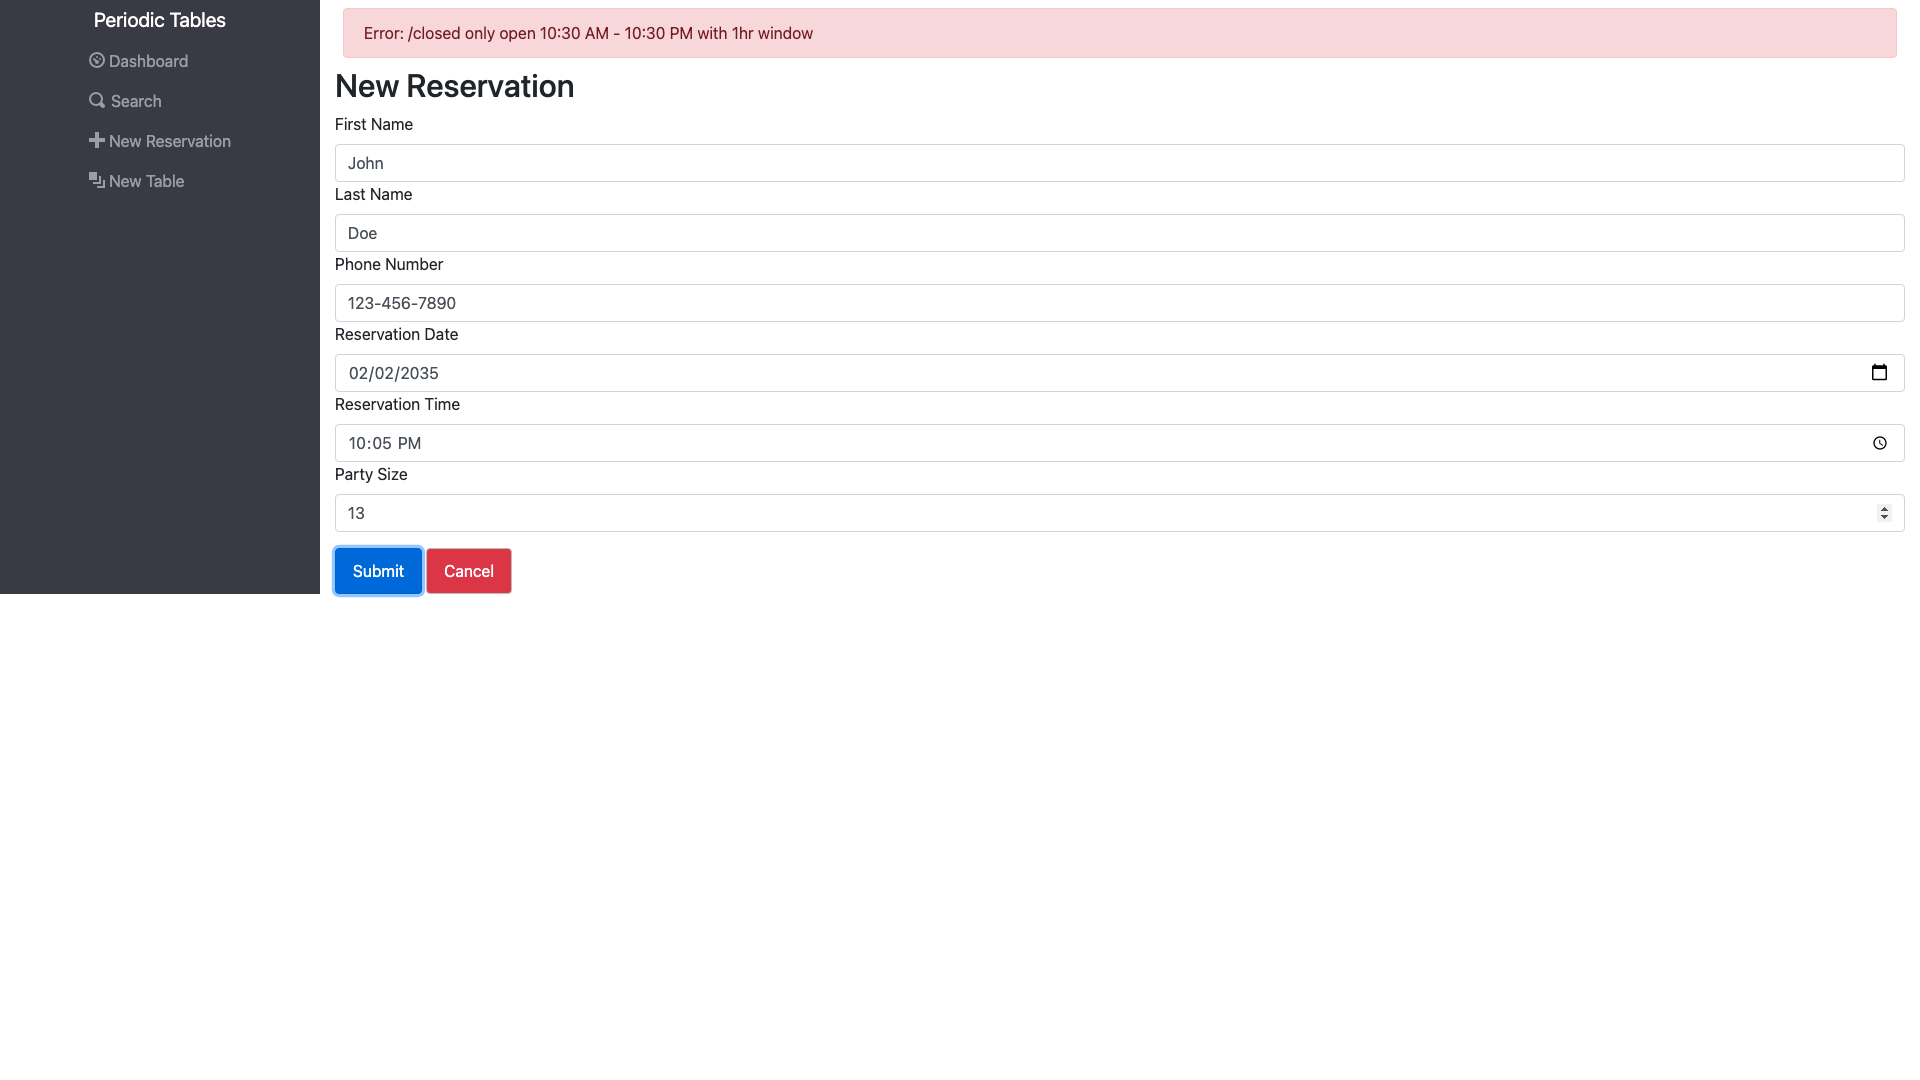 Periodic Tables
Dashboard
Search
New Reservation
New Table
Error: /closed only open 10:30 AM - 10:30 PM with 1hr window
New Reservation
First Name
John
Last Name
Doe
Phone Number
123-456-7890
Reservation Date
02/02/2035
Reservation Time
10:05 PM
Party Size
13
Submit Cancel